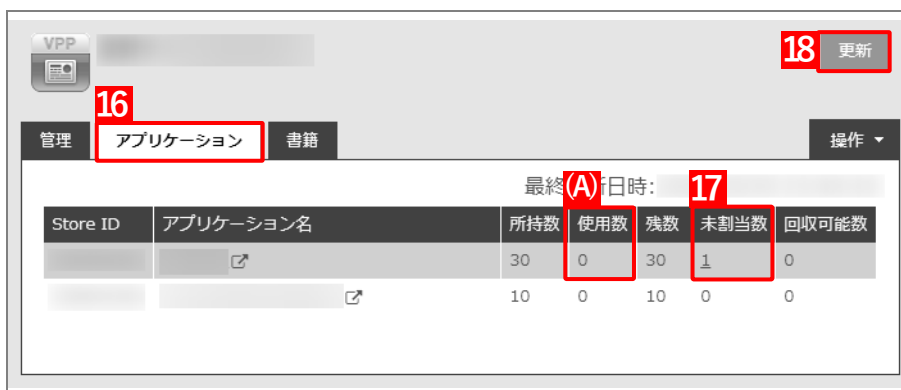 VPP
18 更新
16
管理 アプリケーション 書籍 操作
最終 (A) 新日時: 17
Store ID アプリケーション名 所持数 使用数 残数 未割当数 回収可能数
30 0 30 1 0
10 0 10 0 0